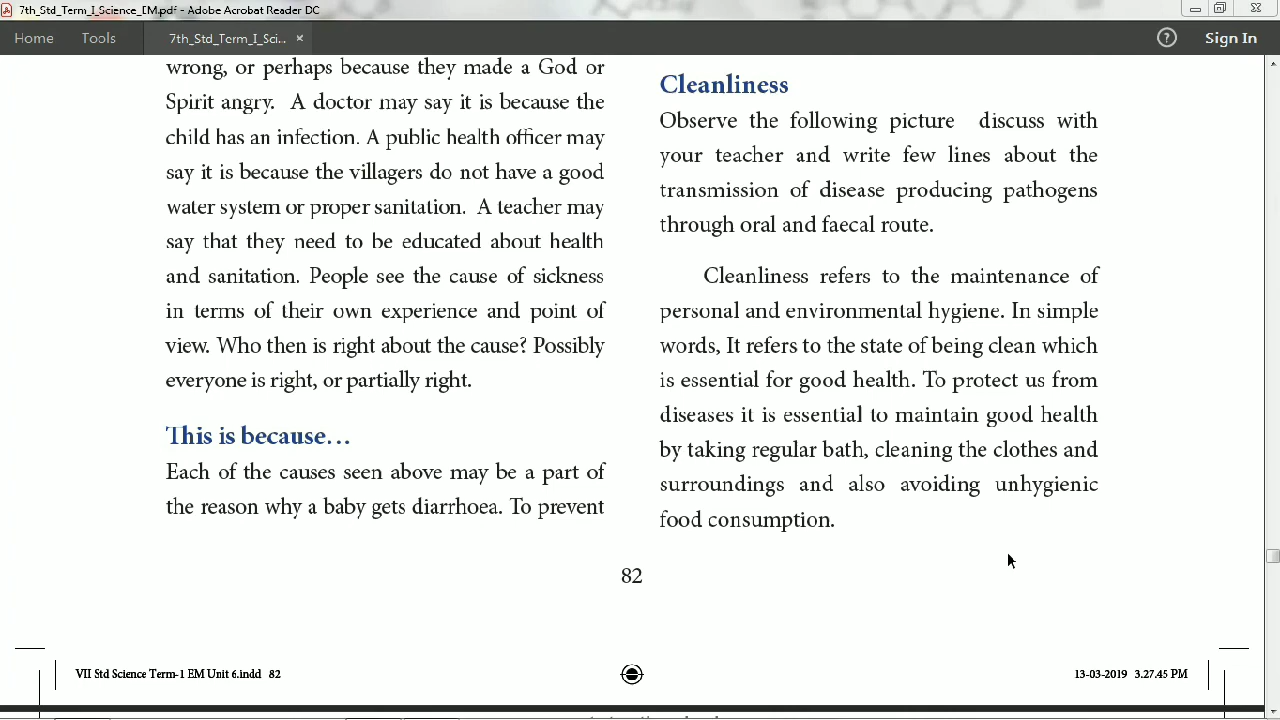 7th_Std_Term_I_Science_EM.pdf - Adobe Acrobat Reader DC
Home Tools 7th_Std_Term_I_Sci... × ? Sign In
wrong, or perhaps because they made a God or
Spirit angry. A doctor may say it is because the
child has an infection. A public health officer may
say it is because the villagers do not have a good
water system or proper sanitation. A teacher may
say that they need to be educated about health
and sanitation. People see the cause of sickness
in terms of their own experience and point of
view. Who then is right about the cause? Possibly
everyone is right, or partially right.
This is because...
Each of the causes seen above may be a part of
the reason why a baby gets diarrhoea. To prevent
Cleanliness
Observe the following picture discuss with
your teacher and write few lines about the
transmission of disease producing pathogens
through oral and faecal route.
Cleanliness refers to the maintenance of
personal and environmental hygiene. In simple
words, It refers to the state of being clean which
is essential for good health. To protect us from
diseases it is essential to maintain good health
by taking regular bath, cleaning the clothes and
surroundings and also avoiding unhygienic
food consumption.
82
VII Std Science Term-1 EM Unit 6.indd 82
13-03-2019 3.27.45 PM